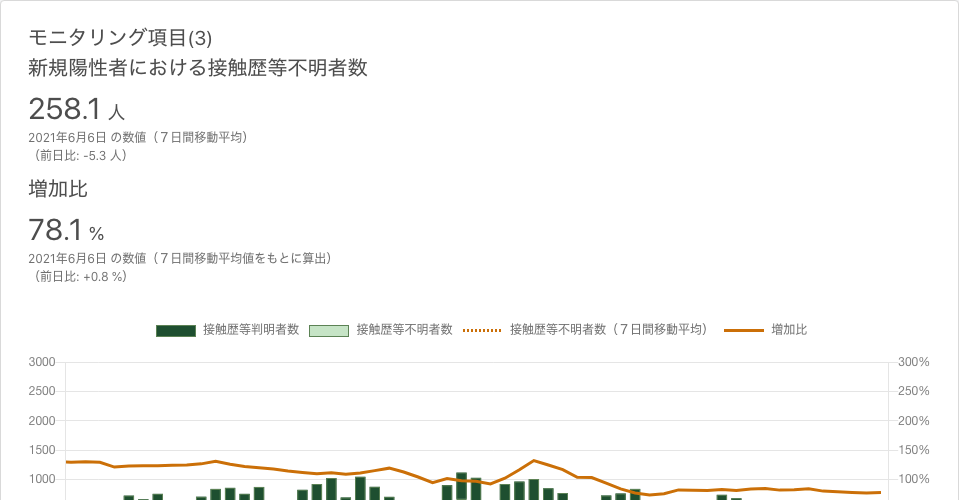 モニタリング項目(3)
新規陽性者における接触歴等不明者数
258.1 人
2021年6月6日 の数値（７日間移動平均）
（前日比: -5.3 人）
増加比
78.1 %
2021年6月6日 の数値（７日間移動平均値をもとに算出）
（前日比: +0.8 %）
接触歴等判明者数 接触歴等不明者数 接触歴等不明者数（７日間移動平均） 増加比
3000 300%
2500 250%
2000 200%
1500 150%
1000 100%